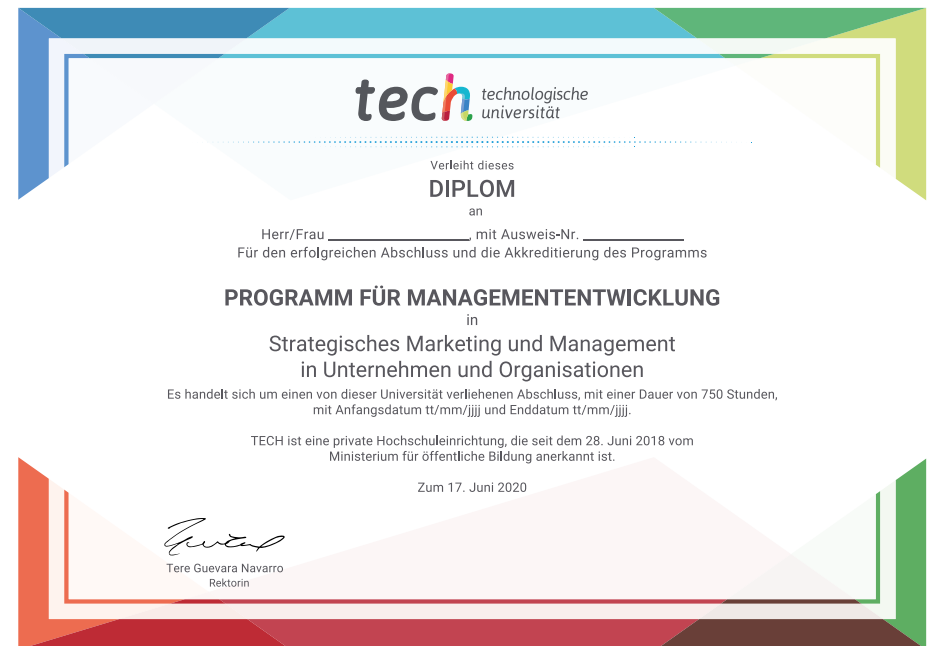 tech technologische
universität
Verleiht dieses
DIPLOM
an
Herr/Frau ____________________, mit Ausweis-Nr. ______________
Für den erfolgreichen Abschluss und die Akkreditierung des Programms
PROGRAMM FÜR MANAGEMENTENTWICKLUNG
in
Strategisches Marketing und Management
in Unternehmen und Organisationen
Es handelt sich um einen von dieser Universität verliehenen Abschluss, mit einer Dauer von 750 Stunden,
mit Anfangsdatum tt/mm/jjjj und Enddatum tt/mm/jjjj.
TECH ist eine private Hochschuleinrichtung, die seit dem 28. Juni 2018 vom
Ministerium für öffentliche Bildung anerkannt ist.
Zum 17. Juni 2020
Tere Guevara Navarro
Rektorin